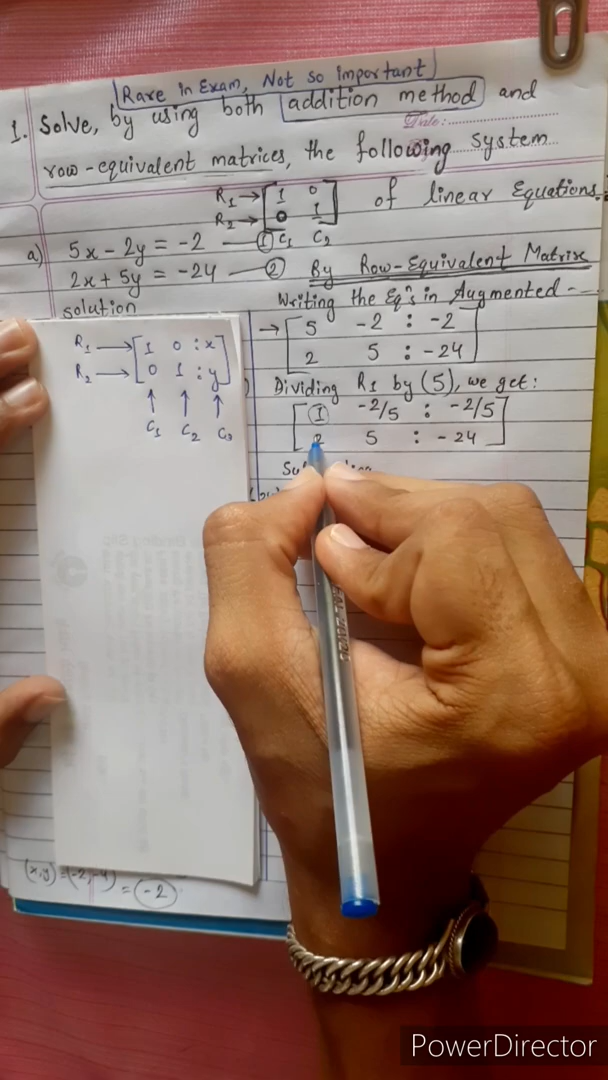 Rare in Exam, Not so important
1. Solve, by using both addition method and
Date:
row-equivalent matrices, the following system
R1 → [ 1 0 ] of linear Equations.
R2 → [ 0 1 ]
C1 C2
a) 5x - 2y = -2 — ①
2x + 5y = -24 — ②
By Row-Equivalent Matrix
solution
Writing the Eqⁿs in Augmented -
→ [ 5 -2 : -2 ]
[ 2 5 : -24 ]
R1 → [ 1 0 : x ]
R2 → [ 0 1 : y ]
↑ ↑ ↑
C1 C2 C3
Dividing R1 by (5), we get:
[ 1 -2/5 : -2/5 ]
[ 2 5 : -24 ]
(x,y) = (-2,-4)
= -2
PowerDirector